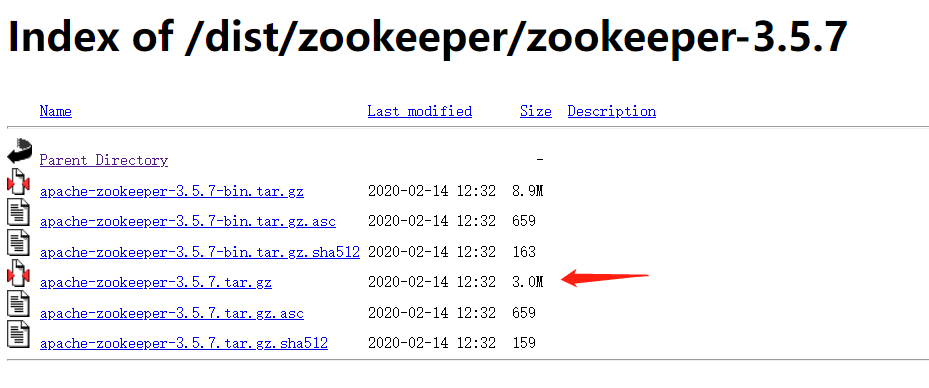 Index of /dist/zookeeper/zookeeper-3.5.7
Name Last modified Size Description
Parent Directory -
apache-zookeeper-3.5.7-bin.tar.gz 2020-02-14 12:32 8.9M
apache-zookeeper-3.5.7-bin.tar.gz.asc 2020-02-14 12:32 659
apache-zookeeper-3.5.7-bin.tar.gz.sha512 2020-02-14 12:32 163
apache-zookeeper-3.5.7.tar.gz 2020-02-14 12:32 3.0M
apache-zookeeper-3.5.7.tar.gz.asc 2020-02-14 12:32 659
apache-zookeeper-3.5.7.tar.gz.sha512 2020-02-14 12:32 159